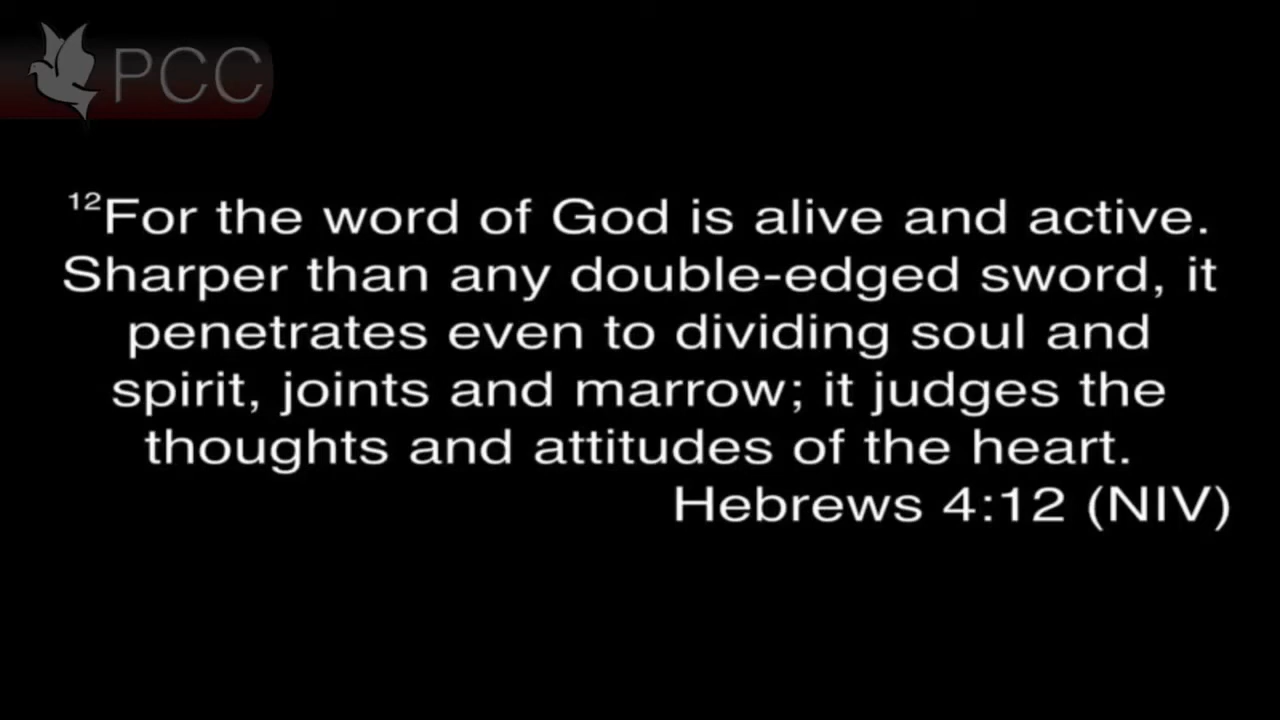 PCC
¹²For the word of God is alive and active.
Sharper than any double-edged sword, it
penetrates even to dividing soul and
spirit, joints and marrow; it judges the
thoughts and attitudes of the heart.
Hebrews 4:12 (NIV)